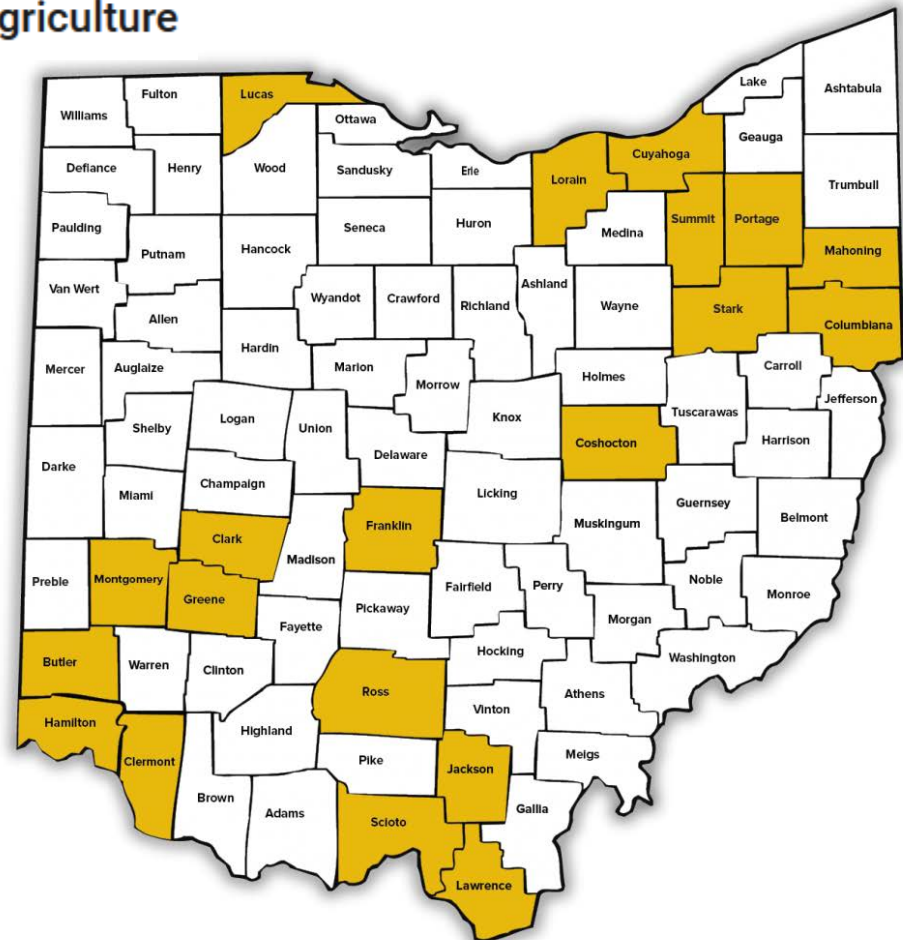 griculture
Lake
Ashtabula
Fulton
Lucas
Williams
Ottawa
Geauga
Cuyahoga
Defiance
Henry
Wood
Sandusky
Erie
Lorain
Trumbull
Paulding
Seneca
Huron
Medina
Summit
Portage
Putnam
Hancock
Mahoning
Van Wert
Wyandot
Crawford
Richland
Ashland
Wayne
Stark
Columbiana
Allen
Hardin
Mercer
Auglaize
Marion
Morrow
Holmes
Carroll
Jefferson
Logan
Union
Knox
Tuscarawas
Shelby
Coshocton
Harrison
Darke
Delaware
Champaign
Miami
Licking
Guernsey
Belmont
Franklin
Muskingum
Clark
Madison
Preble
Montgomery
Greene
Fairfield
Perry
Noble
Monroe
Pickaway
Fayette
Morgan
Butler
Warren
Clinton
Hocking
Washington
Ross
Athens
Vinton
Hamilton
Highland
Clermont
Pike
Jackson
Meigs
Brown
Adams
Scioto
Gallia
Lawrence